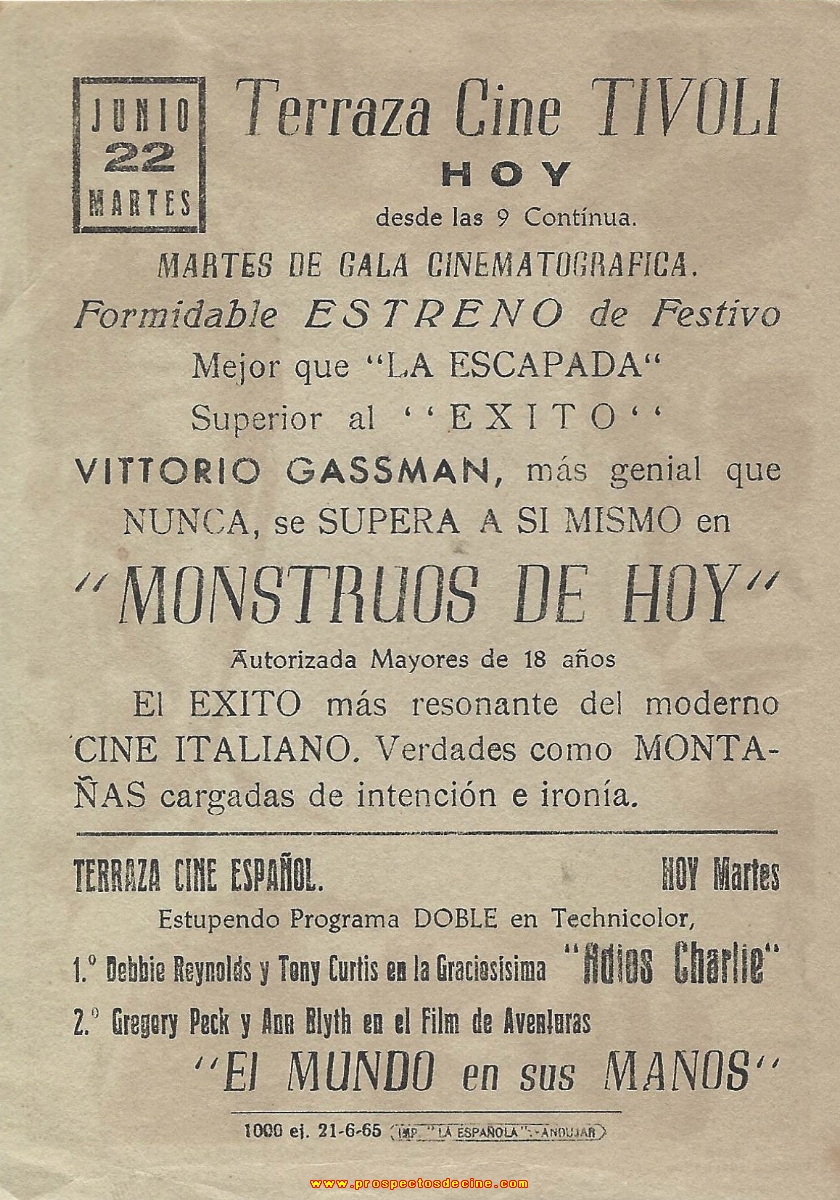 JUNIO
22
MARTES
Terraza Cine TIVOLI
HOY
desde las 9 Contínua.
MARTES DE GALA CINEMATOGRAFICA.
Formidable ESTRENO de Festivo
Mejor que “LA ESCAPADA“
Superior al ‘‘EXITO‘‘
VITTORIO GASSMAN, más genial que
NUNCA, se SUPERA A SI MISMO en
“MONSTRUOS DE HOY”
Autorizada Mayores de 18 años
El EXITO más resonante del moderno
CINE ITALIANO. Verdades como MONTA-
ÑAS cargadas de intención e ironía.
TERRAZA CINE ESPAÑOL. HOY Martes
Estupendo Programa DOBLE en Technicolor,
1.º Debbie Reynolds y Tony Curtis en la Graciosísima “Adios Charlie“
2.º Gregory Peck y Ann Blyth en el Film de Aventuras
“El MUNDO en sus MANOS“
1000 ej. 21-6-65 (IMP. “LA ESPAÑOLA“.-ANDUJAR)
www.prospectosdecine.com